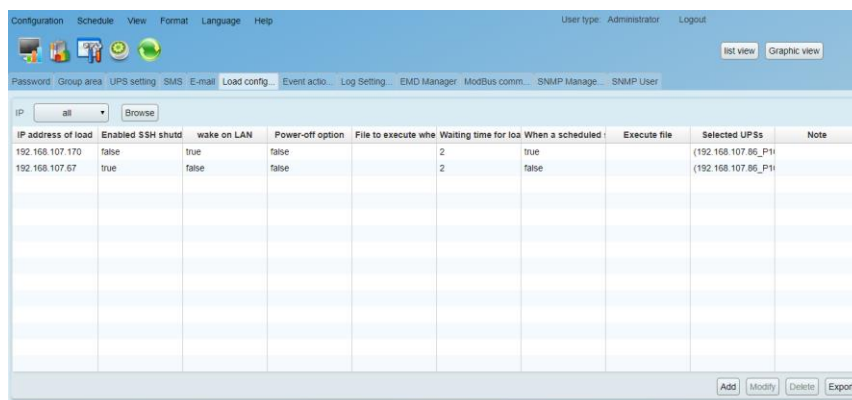 Configuration Schedule View Format Language Help User type: Administrator Logout
list view Graphic view
Password Group area UPS setting SMS E-mail Load config... Event actio... Log Setting... EMD Manager ModBus comm... SNMP Manage... SNMP User
IP all Browse
IP address of load Enabled SSH shutd wake on LAN Power-off option File to execute whe Waiting time for loa When a scheduled Execute file Selected UPSs Note
192.168.107.170 false true false 2 true (192.168.107.86_P1
192.168.107.67 true false false 2 false (192.168.107.86_P1
Add Modify Delete Expor